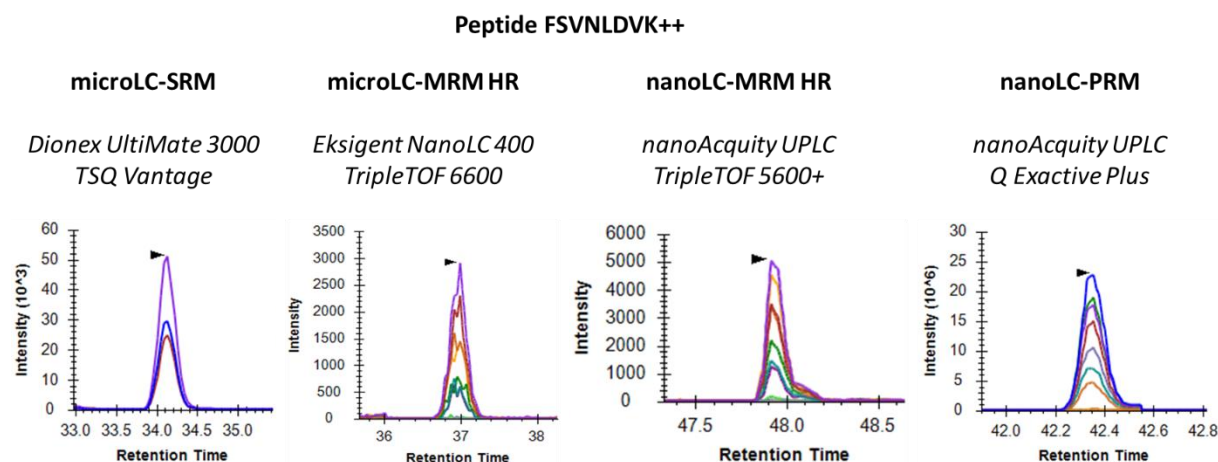 Peptide FSVNLDVK++
microLC-SRM
Dionex UltiMate 3000
TSQ Vantage
Intensity (10^3)
60
50
40
30
20
10
0
33.0 33.5 34.0 34.5 35.0
Retention Time
microLC-MRM HR
Eksigent NanoLC 400
TripleTOF 6600
Intensity
3500
3000
2500
2000
1500
1000
500
0
36 37 38
Retention Time
nanoLC-MRM HR
nanoAcquity UPLC
TripleTOF 5600+
Intensity
6000
5000
4000
3000
2000
1000
0
47.5 48.0 48.5
Retention Time
nanoLC-PRM
nanoAcquity UPLC
Q Exactive Plus
Intensity (10^6)
30
25
20
15
10
5
0
42.0 42.2 42.4 42.6 42.8
Retention Time